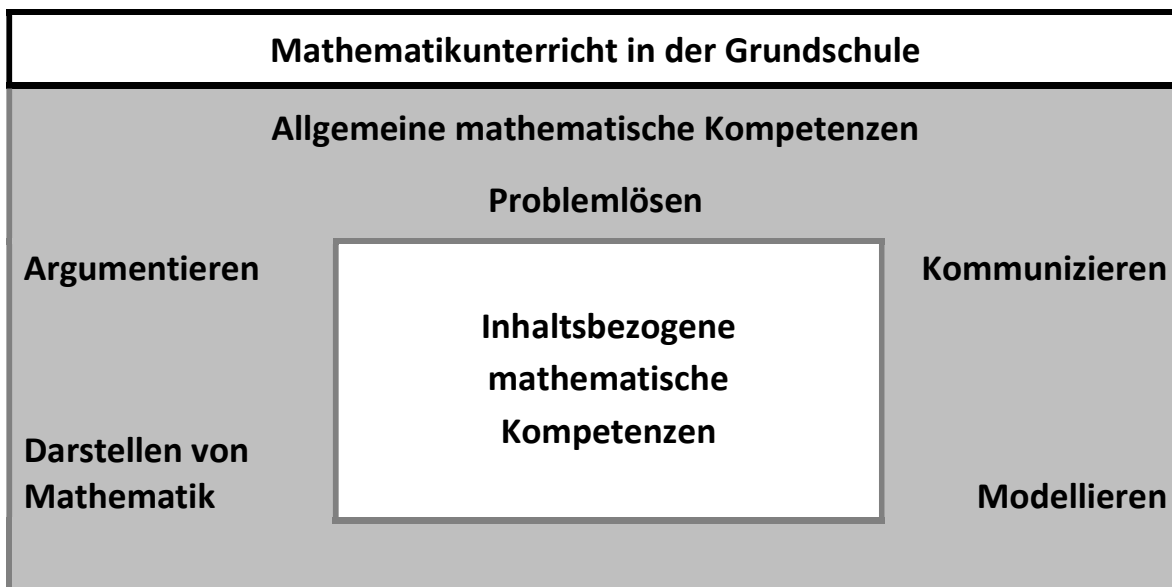 Mathematikunterricht in der Grundschule
Allgemeine mathematische Kompetenzen
Problemlösen
Argumentieren
Kommunizieren
Inhaltsbezogene
mathematische
Kompetenzen
Darstellen von
Mathematik
Modellieren